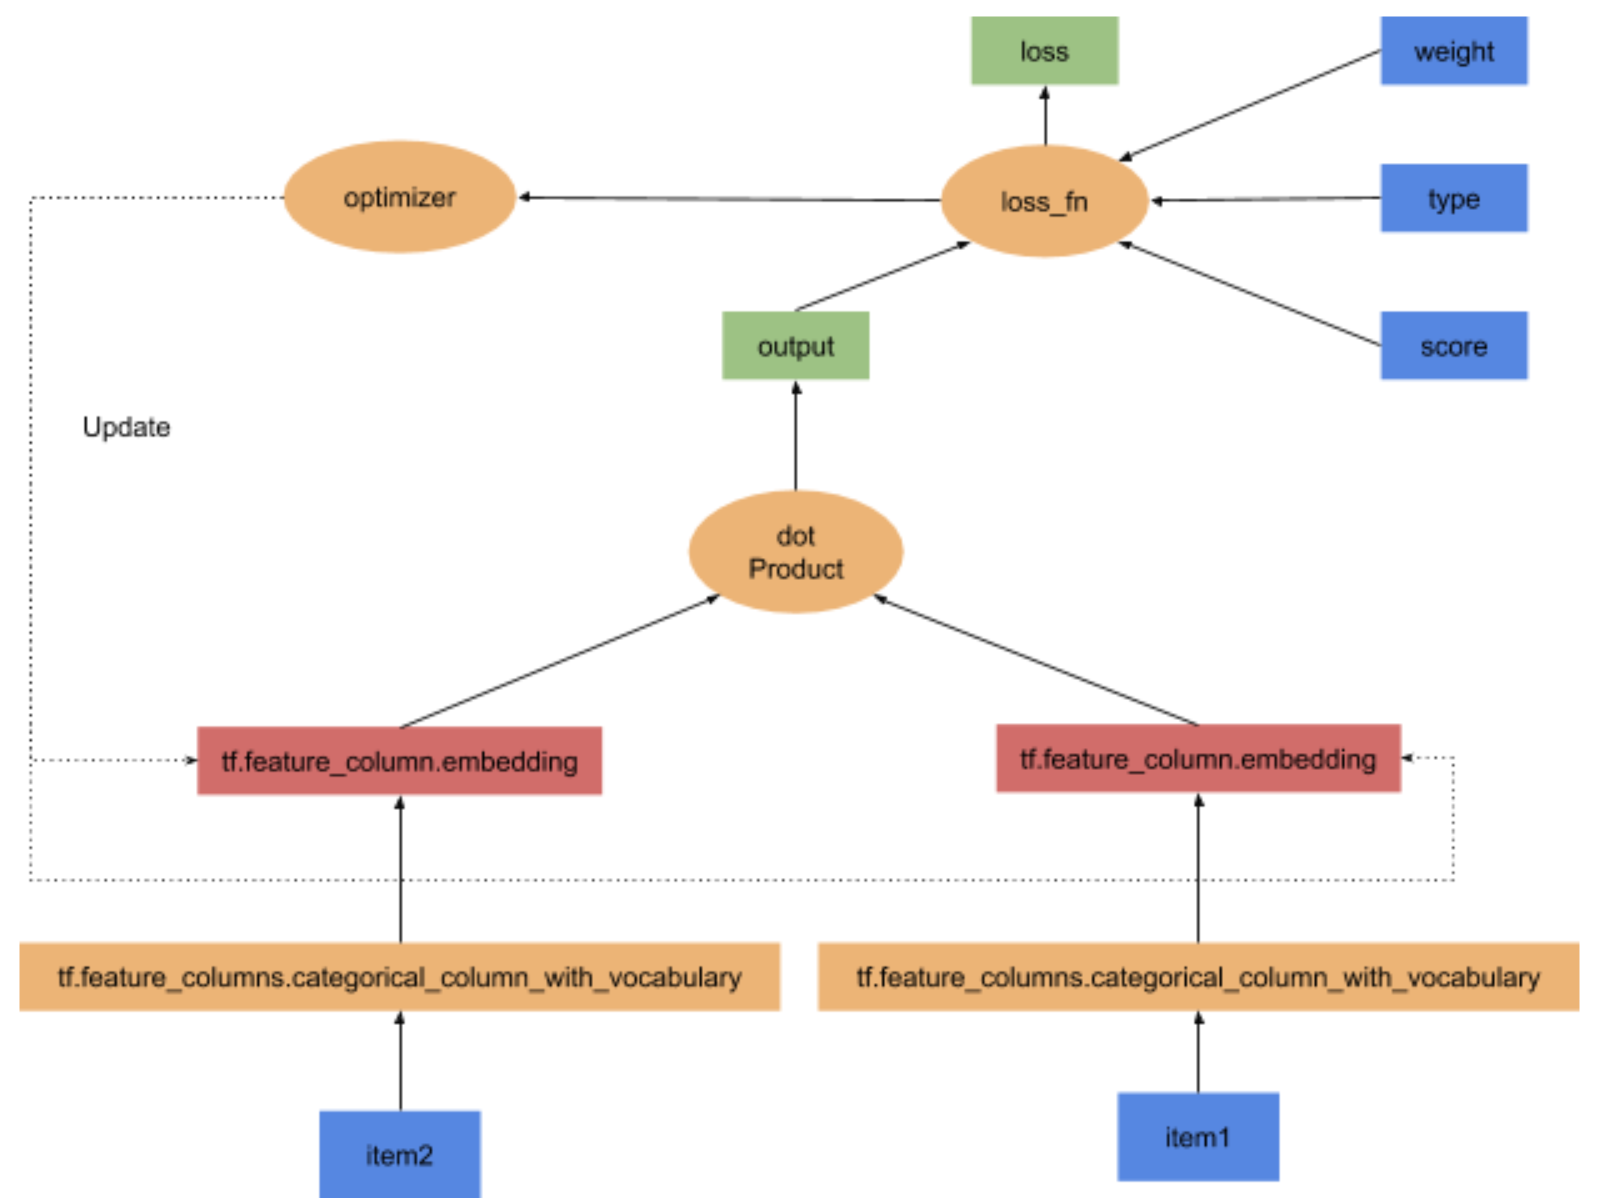 loss
weight
optimizer
loss_fn
type
output
score
Update
dot
Product
tf.feature_column.embedding
tf.feature_column.embedding
tf.feature_columns.categorical_column_with_vocabulary
tf.feature_columns.categorical_column_with_vocabulary
item2
item1